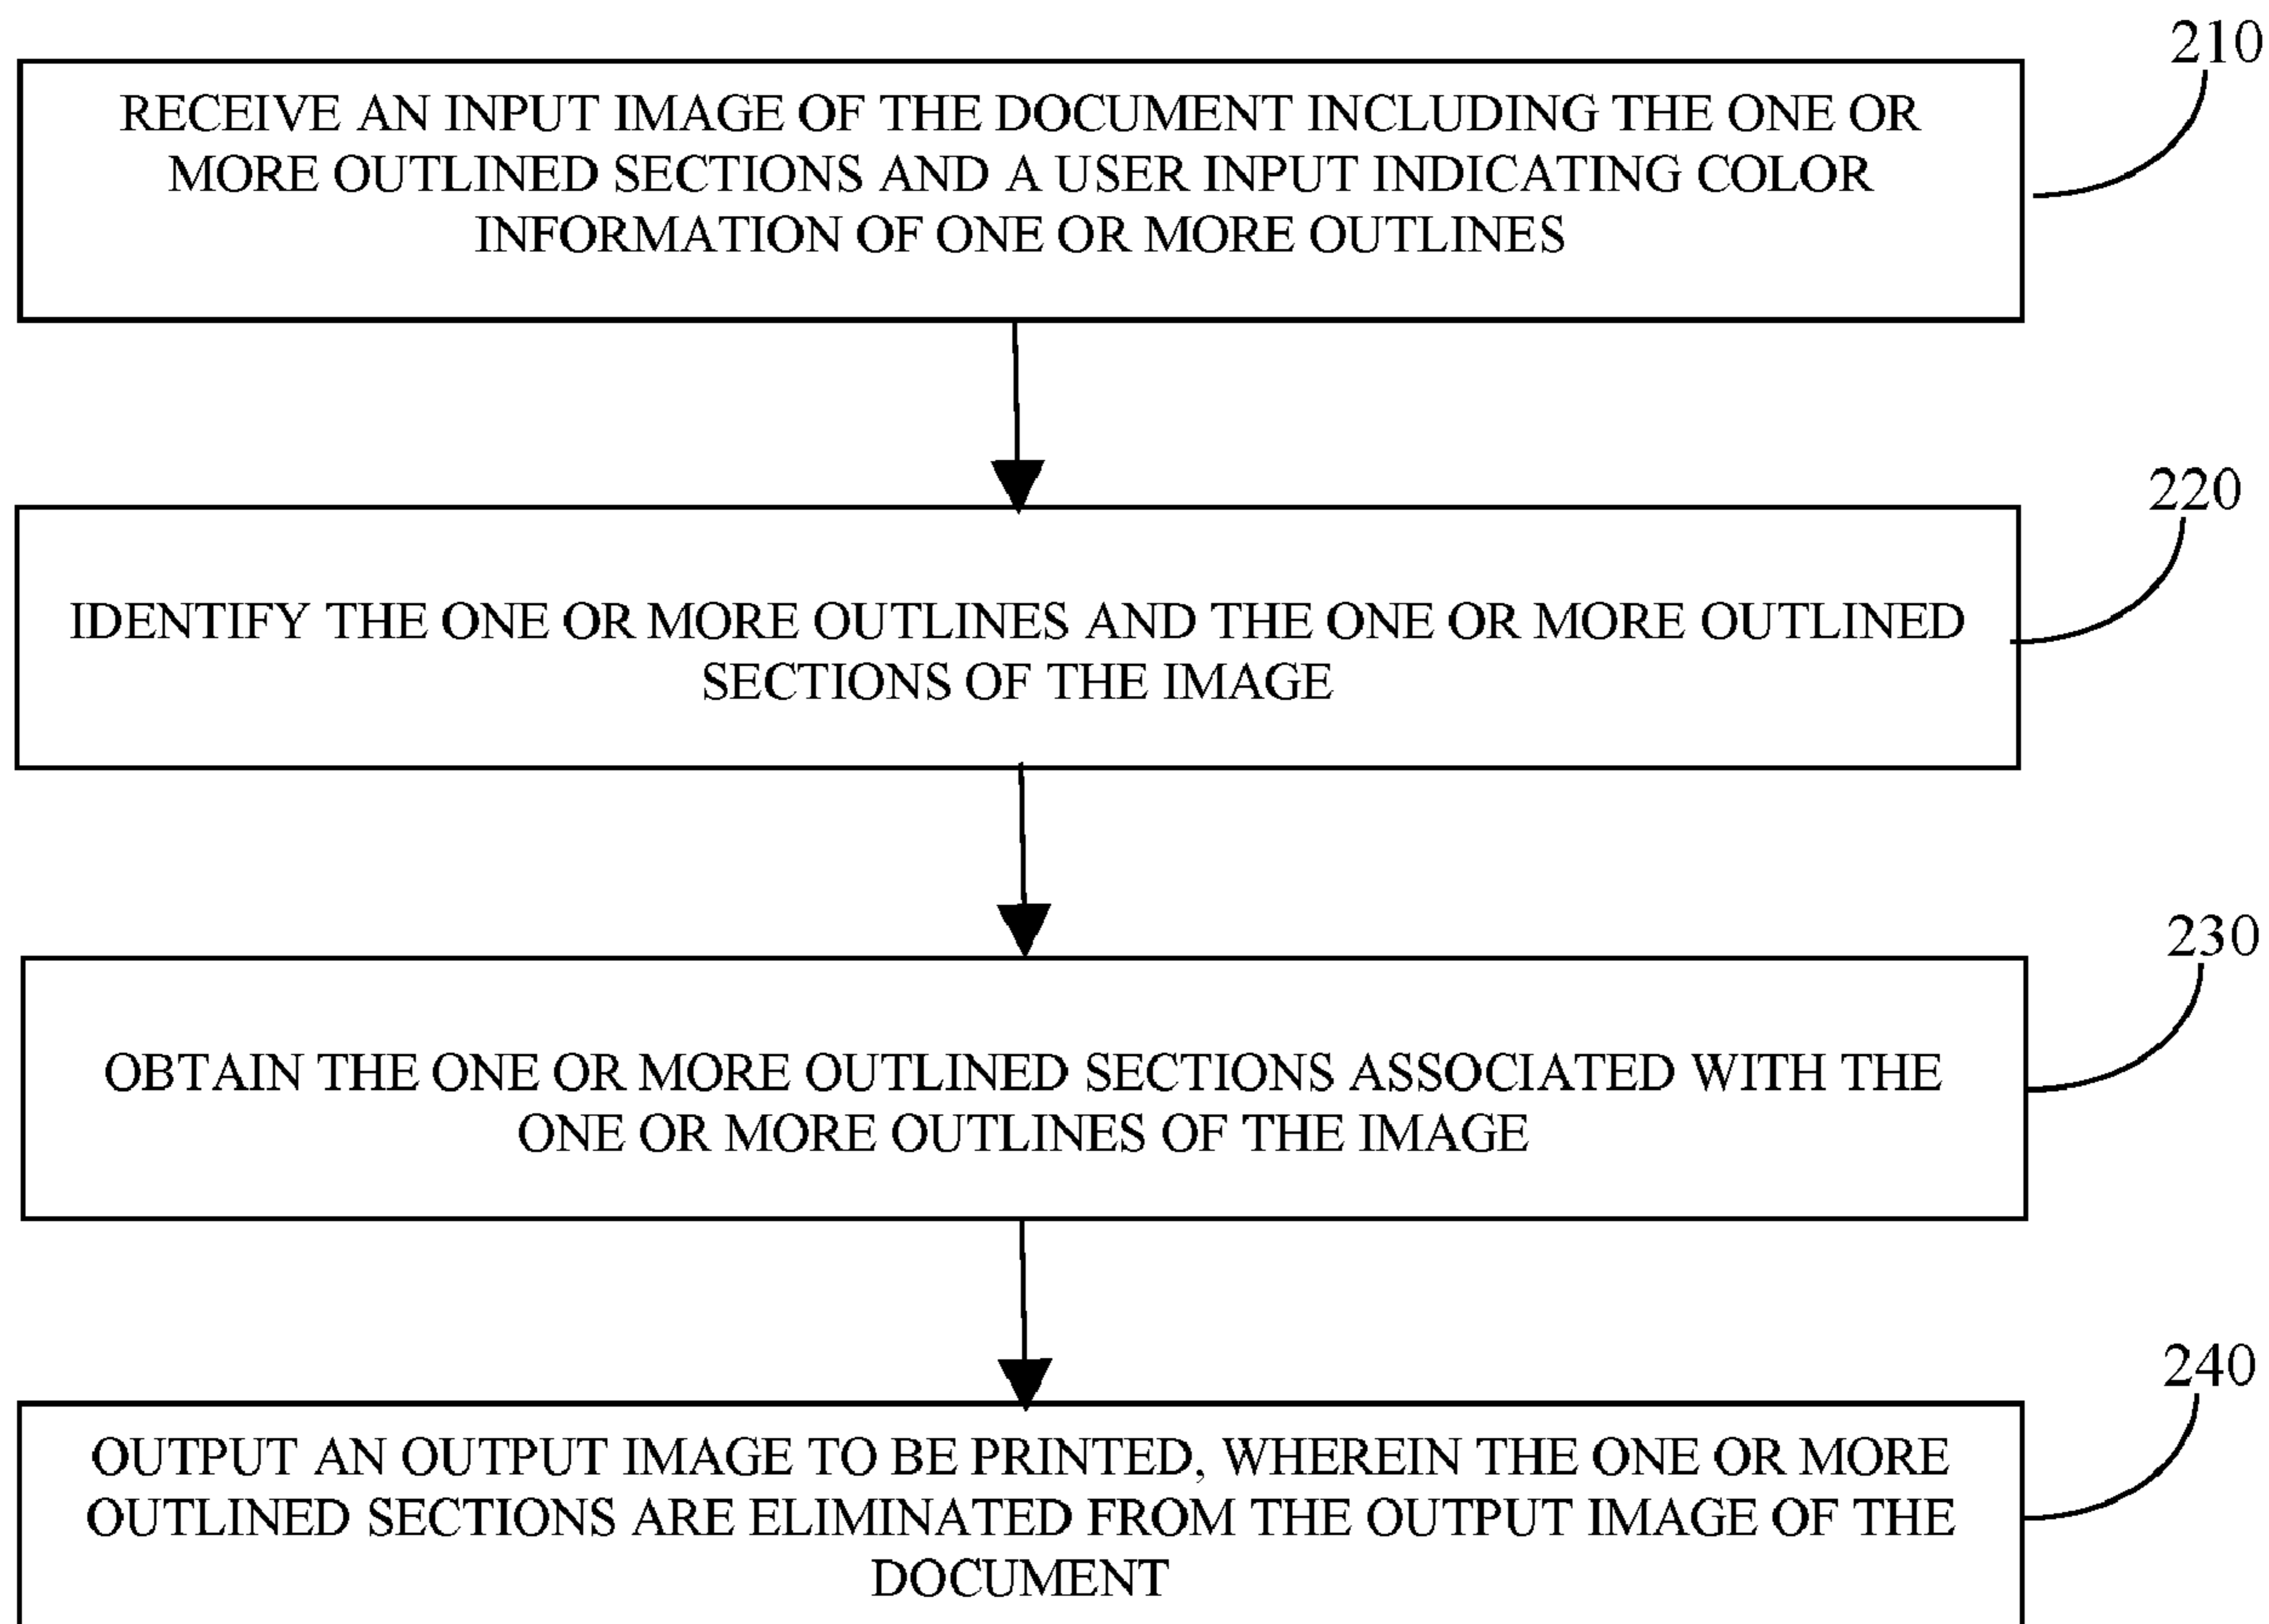 210
RECEIVE AN INPUT IMAGE OF THE DOCUMENT INCLUDING THE ONE OR
MORE OUTLINED SECTIONS AND A USER INPUT INDICATING COLOR
INFORMATION OF ONE OR MORE OUTLINES
220
IDENTIFY THE ONE OR MORE OUTLINES AND THE ONE OR MORE OUTLINED
SECTIONS OF THE IMAGE
230
OBTAIN THE ONE OR MORE OUTLINED SECTIONS ASSOCIATED WITH THE
ONE OR MORE OUTLINES OF THE IMAGE
240
OUTPUT AN OUTPUT IMAGE TO BE PRINTED, WHEREIN THE ONE OR MORE
OUTLINED SECTIONS ARE ELIMINATED FROM THE OUTPUT IMAGE OF THE
DOCUMENT